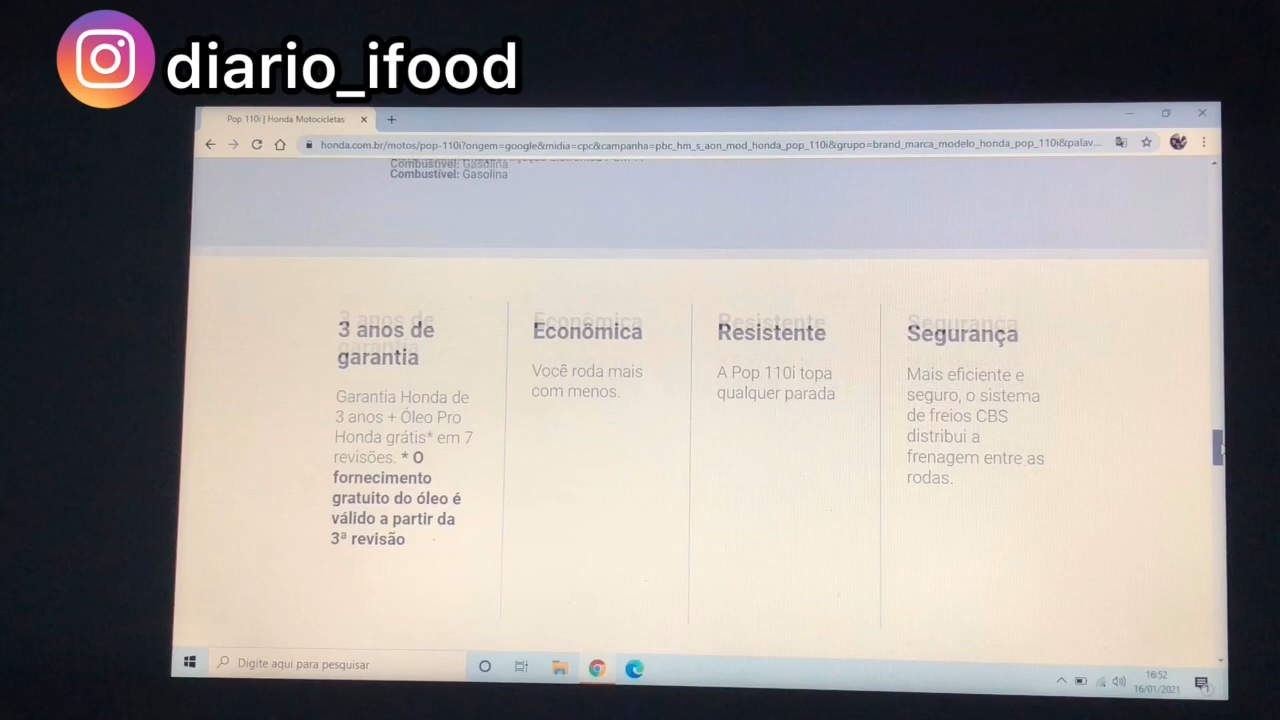 diario_ifood
Pop 110i | Honda Motocicletas
honda.com.br/motos/pop-110i?origem=google&midia=cpc&campanha=pbc_hm_s_aon_mod_honda_pop_110i&grupo=brand_marca_modelo_honda_pop_110i&palav...
Combustível: Gasolina
Combustível: Gasolina
3 anos de
garantia
Garantia Honda de
3 anos + Óleo Pro
Honda grátis* em 7
revisões. * O
fornecimento
gratuito do óleo é
válido a partir da
3ª revisão
Econômica
Você roda mais
com menos.
Resistente
A Pop 110i topa
qualquer parada
Segurança
Mais eficiente e
seguro, o sistema
de freios CBS
distribui a
frenagem entre as
rodas.
Digite aqui para pesquisar
16:52
16/01/2021